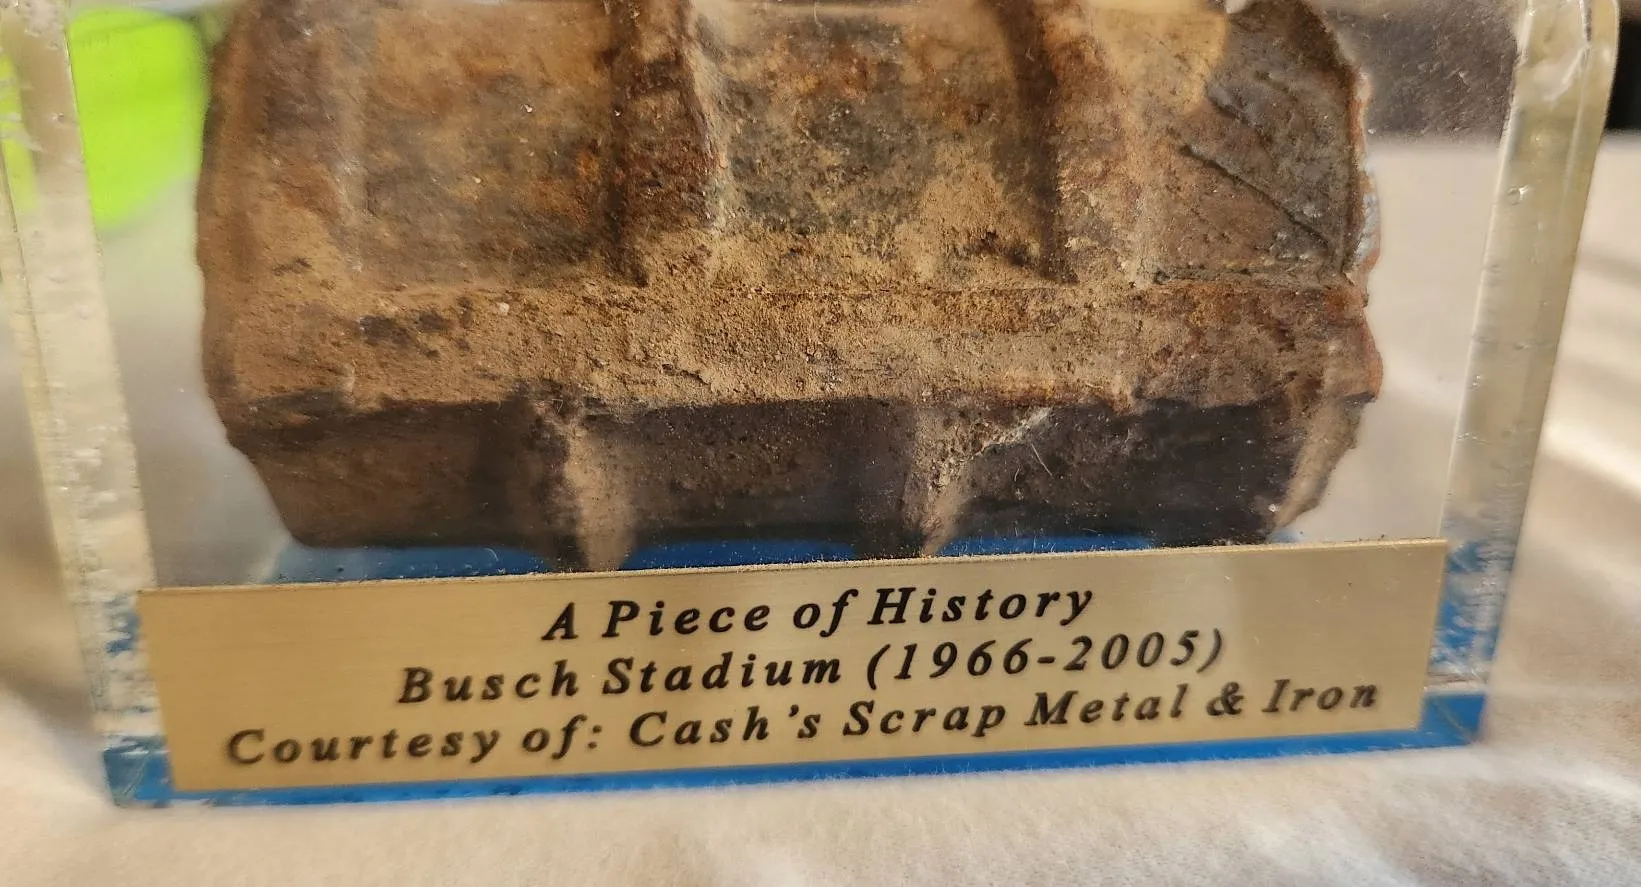 A Piece of History
Busch Stadium (1966-2005)
Courtesy of: Cash's Scrap Metal & Iron